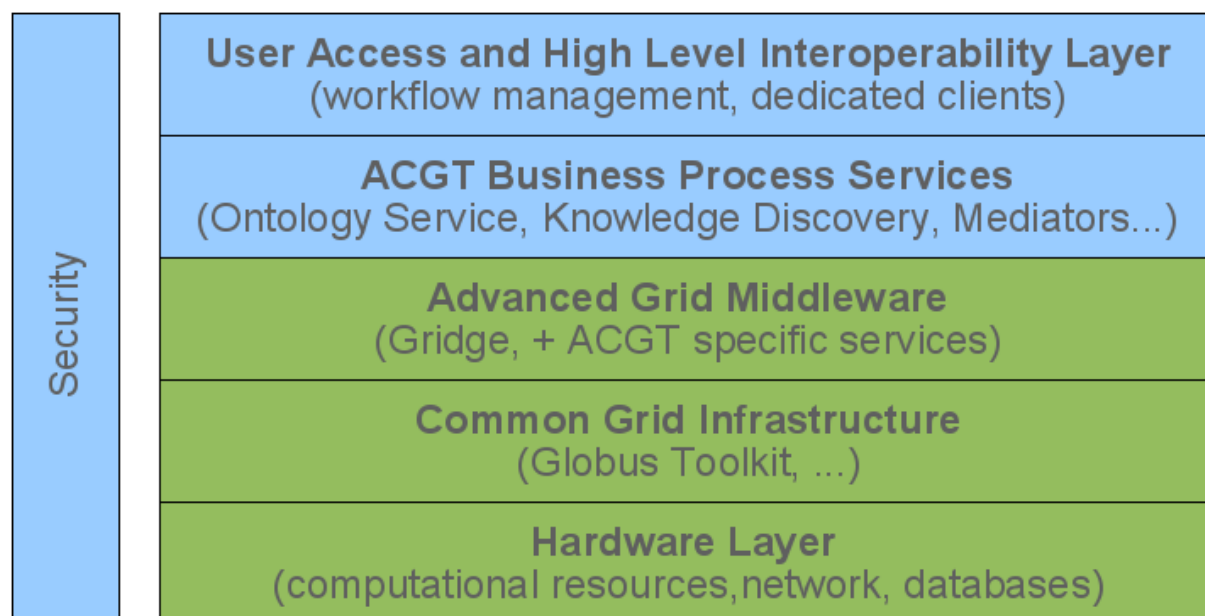 Security
User Access and High Level Interoperability Layer
(workflow management, dedicated clients)
ACGT Business Process Services
(Ontology Service, Knowledge Discovery, Mediators...)
Advanced Grid Middleware
(Gridge, + ACGT specific services)
Common Grid Infrastructure
(Globus Toolkit, ...)
Hardware Layer
(computational resources,network, databases)